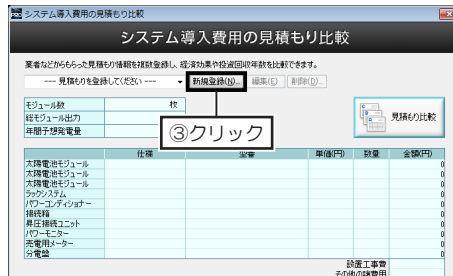 システム導入費用の見積もり比較
システム導入費用の見積もり比較
業者などからもらった見積もり情報を複数登録し、経済効果や投資回収年数を比較できます。
--- 見積もりを登録してください --- 新規登録(N)... 編集(E) 削除(D)...
モジュール数 枚
総モジュール出力
年間予想発電量
見積もり比較
③クリック
仕様 型番 単価(円) 数量 金額(円)
太陽電池モジュール 0
太陽電池モジュール 0
太陽電池モジュール 0
ラックシステム 0
パワーコンディショナー 0
接続箱 0
昇圧接続ユニット 0
パワーモニター 0
売電用メーター 0
分電盤 0
設置工事費
その他の諸費用